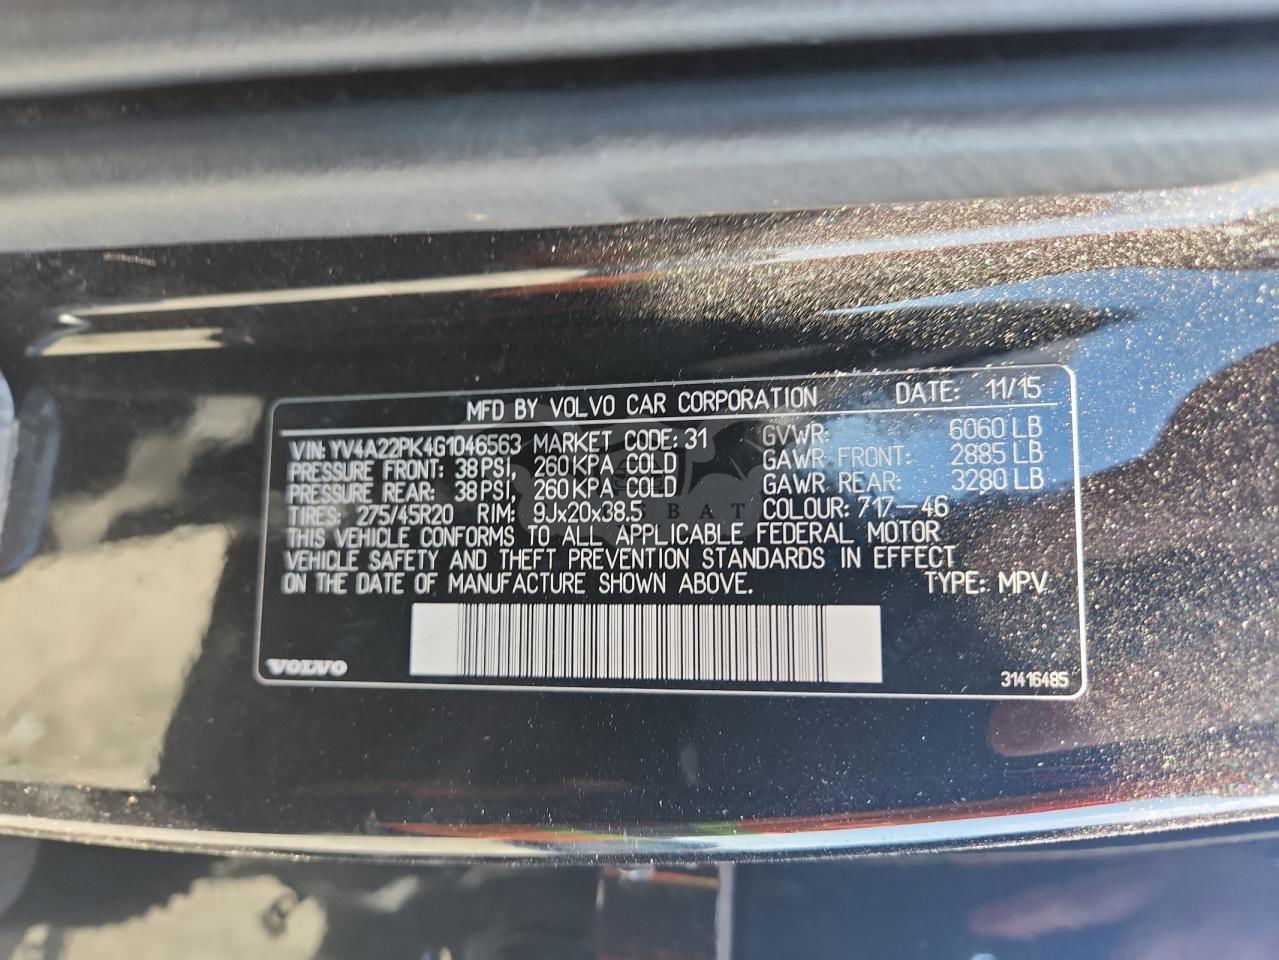 MFD BY VOLVO CAR CORPORATION DATE: 11/15
VIN: YV4A22PK4G1046563 MARKET CODE: 31 GVWR: 6060 LB
PRESSURE FRONT: 38 PSI, 260 KPA COLD GAWR FRONT: 2885 LB
PRESSURE REAR: 38 PSI, 260 KPA COLD GAWR REAR: 3280 LB
TIRES: 275/45R20 RIM: 9Jx20x38.5 COLOUR: 717-46
THIS VEHICLE CONFORMS TO ALL APPLICABLE FEDERAL MOTOR
VEHICLE SAFETY AND THEFT PREVENTION STANDARDS IN EFFECT
ON THE DATE OF MANUFACTURE SHOWN ABOVE. TYPE: MPV
VOLVO 31416485